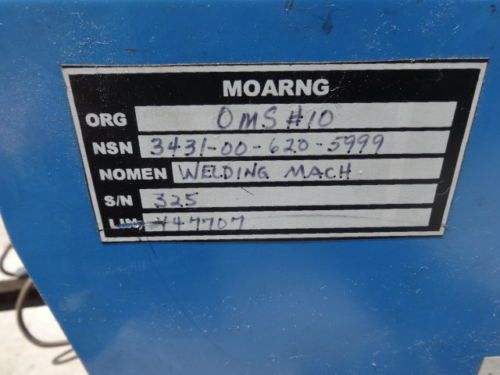 MOARNG
ORG OMS #10
NSN 3431-00-620-5999
NOMEN WELDING MACH
S/N 325
LIN Y47707